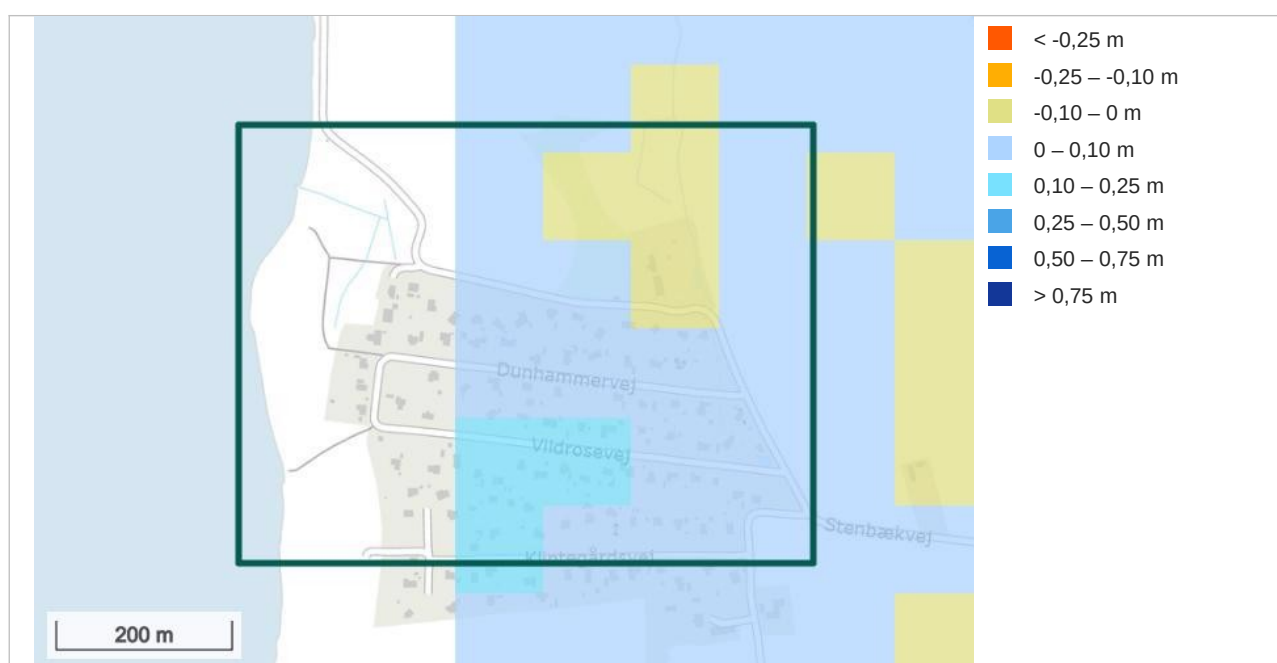 < -0,25 m
-0,25 – -0,10 m
-0,10 – 0 m
0 – 0,10 m
0,10 – 0,25 m
0,25 – 0,50 m
0,50 – 0,75 m
> 0,75 m
Dunhammervej
Vildrosevej
Stenbækvej
Klintegårdsvej
200 m